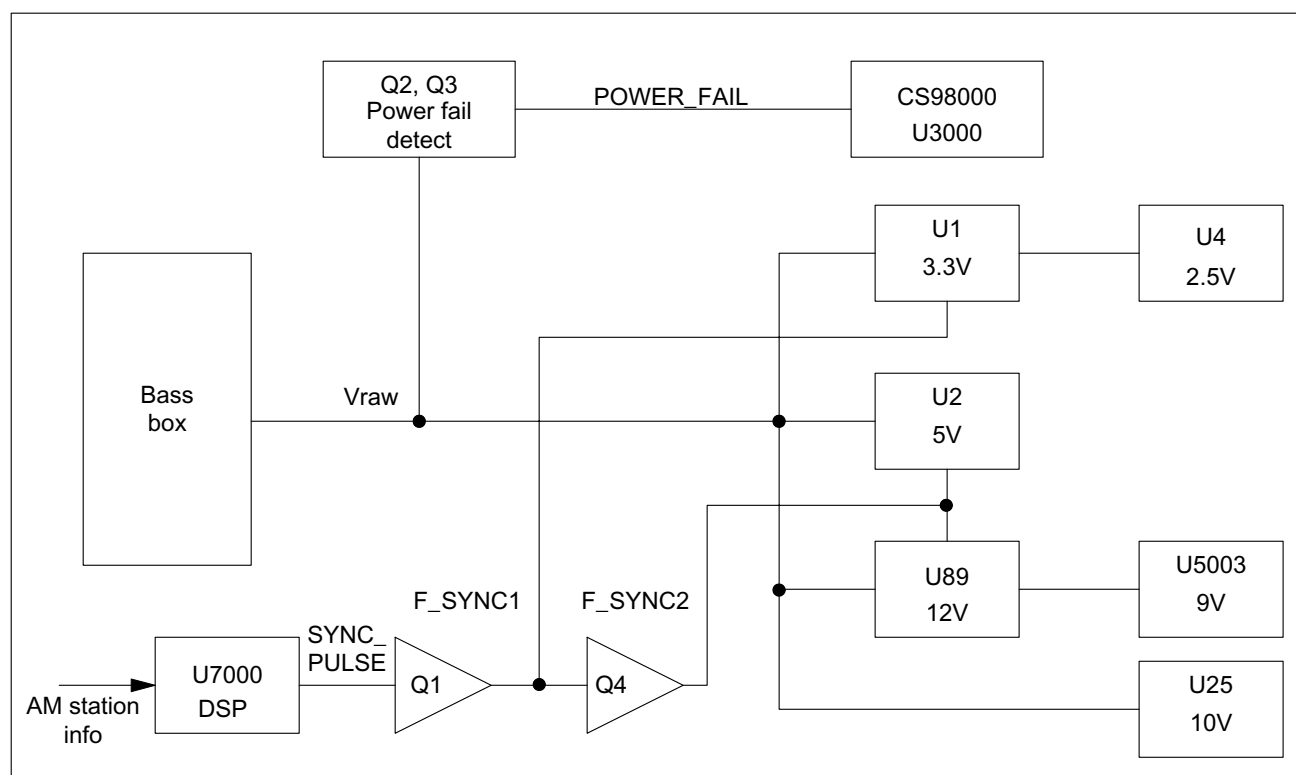 Q2, Q3
Power fail
detect
POWER_FAIL
CS98000
U3000
U1
3.3V
U4
2.5V
Bass
box
Vraw
U2
5V
U89
12V
U5003
9V
F_SYNC1
F_SYNC2
SYNC_
PULSE
U7000
DSP
Q1
Q4
U25
10V
AM station
info